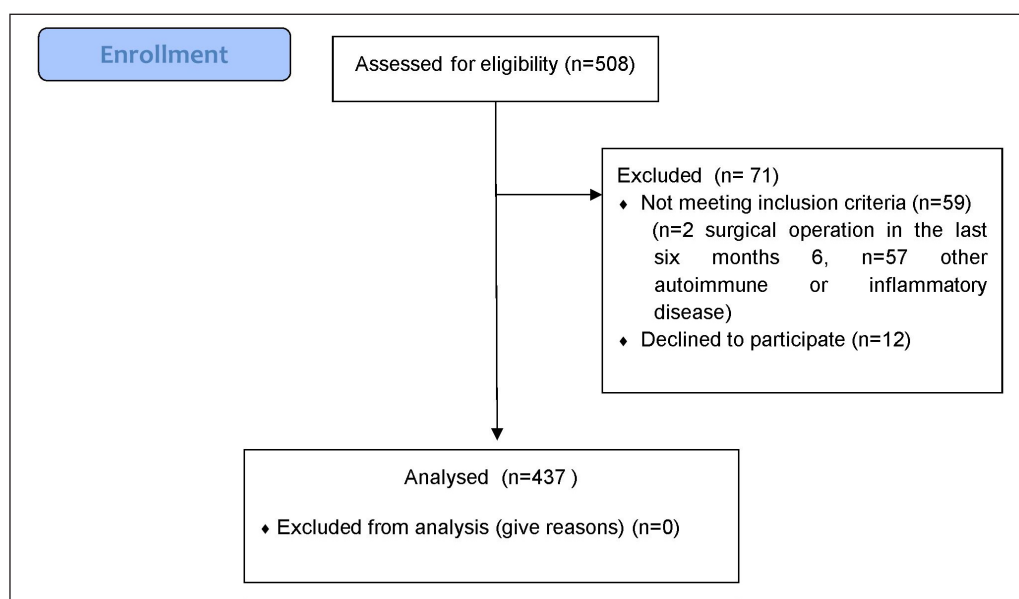 Enrollment
Assessed for eligibility (n=508)
Excluded (n= 71)
♦ Not meeting inclusion criteria (n=59)
(n=2 surgical operation in the last
six months 6, n=57 other
autoimmune or inflammatory
disease)
♦ Declined to participate (n=12)
Analysed (n=437 )
♦ Excluded from analysis (give reasons) (n=0)